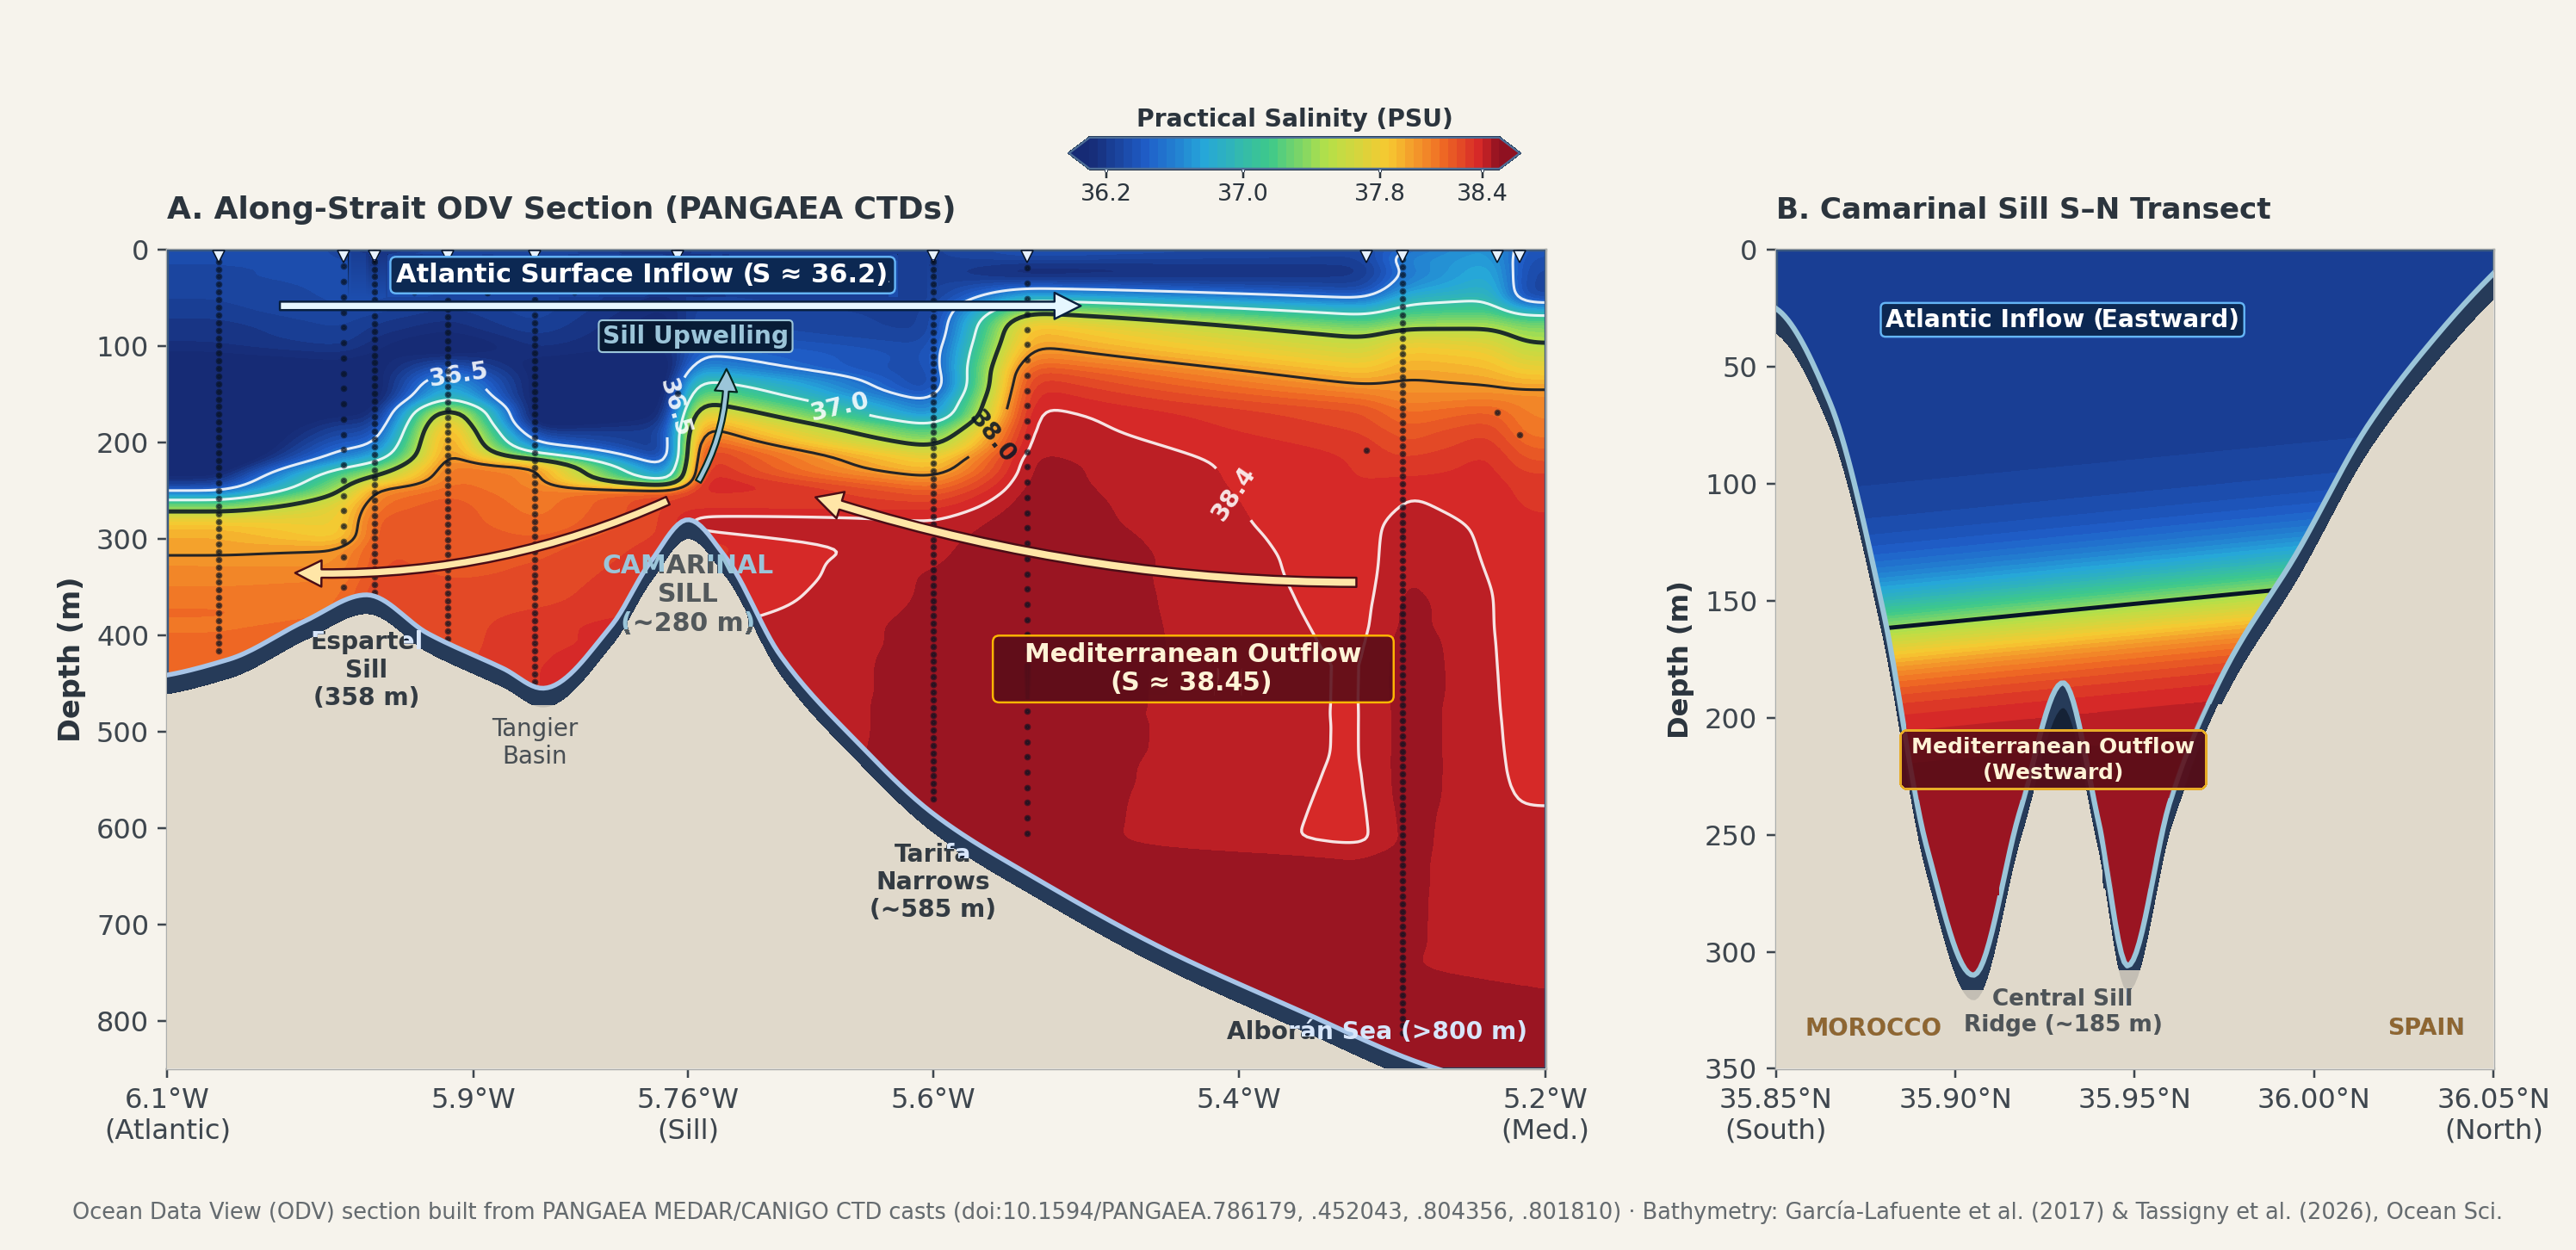 Practical Salinity (PSU)
36.2 37.0 37.8 38.4
A. Along-Strait ODV Section (PANGAEA CTDs)
B. Camarinal Sill S–N Transect
Depth (m)
0
100
200
300
400
500
600
700
800
Atlantic Surface Inflow (S ≈ 36.2)
Sill Upwelling
36.5
36.5
37.0
38.0
38.4
CAMARINAL
SILL
(~280 m)
Espartel
Sill
(358 m)
Tangier
Basin
Mediterranean Outflow
(S ≈ 38.45)
Tarifa
Narrows
(~585 m)
Alborán Sea (>800 m)
6.1°W 5.9°W 5.76°W 5.6°W 5.4°W 5.2°W
(Atlantic) (Sill) (Med.)
Depth (m)
0
50
100
150
200
250
300
350
Atlantic Inflow (Eastward)
Mediterranean Outflow
(Westward)
Central Sill
Ridge (~185 m)
MOROCCO
SPAIN
35.85°N 35.90°N 35.95°N 36.00°N 36.05°N
(South) (North)
Ocean Data View (ODV) section built from PANGAEA MEDAR/CANIGO CTD casts (doi:10.1594/PANGAEA.786179, .452043, .804356, .801810) · Bathymetry: García-Lafuente et al. (2017) & Tassigny et al. (2026), Ocean Sci.